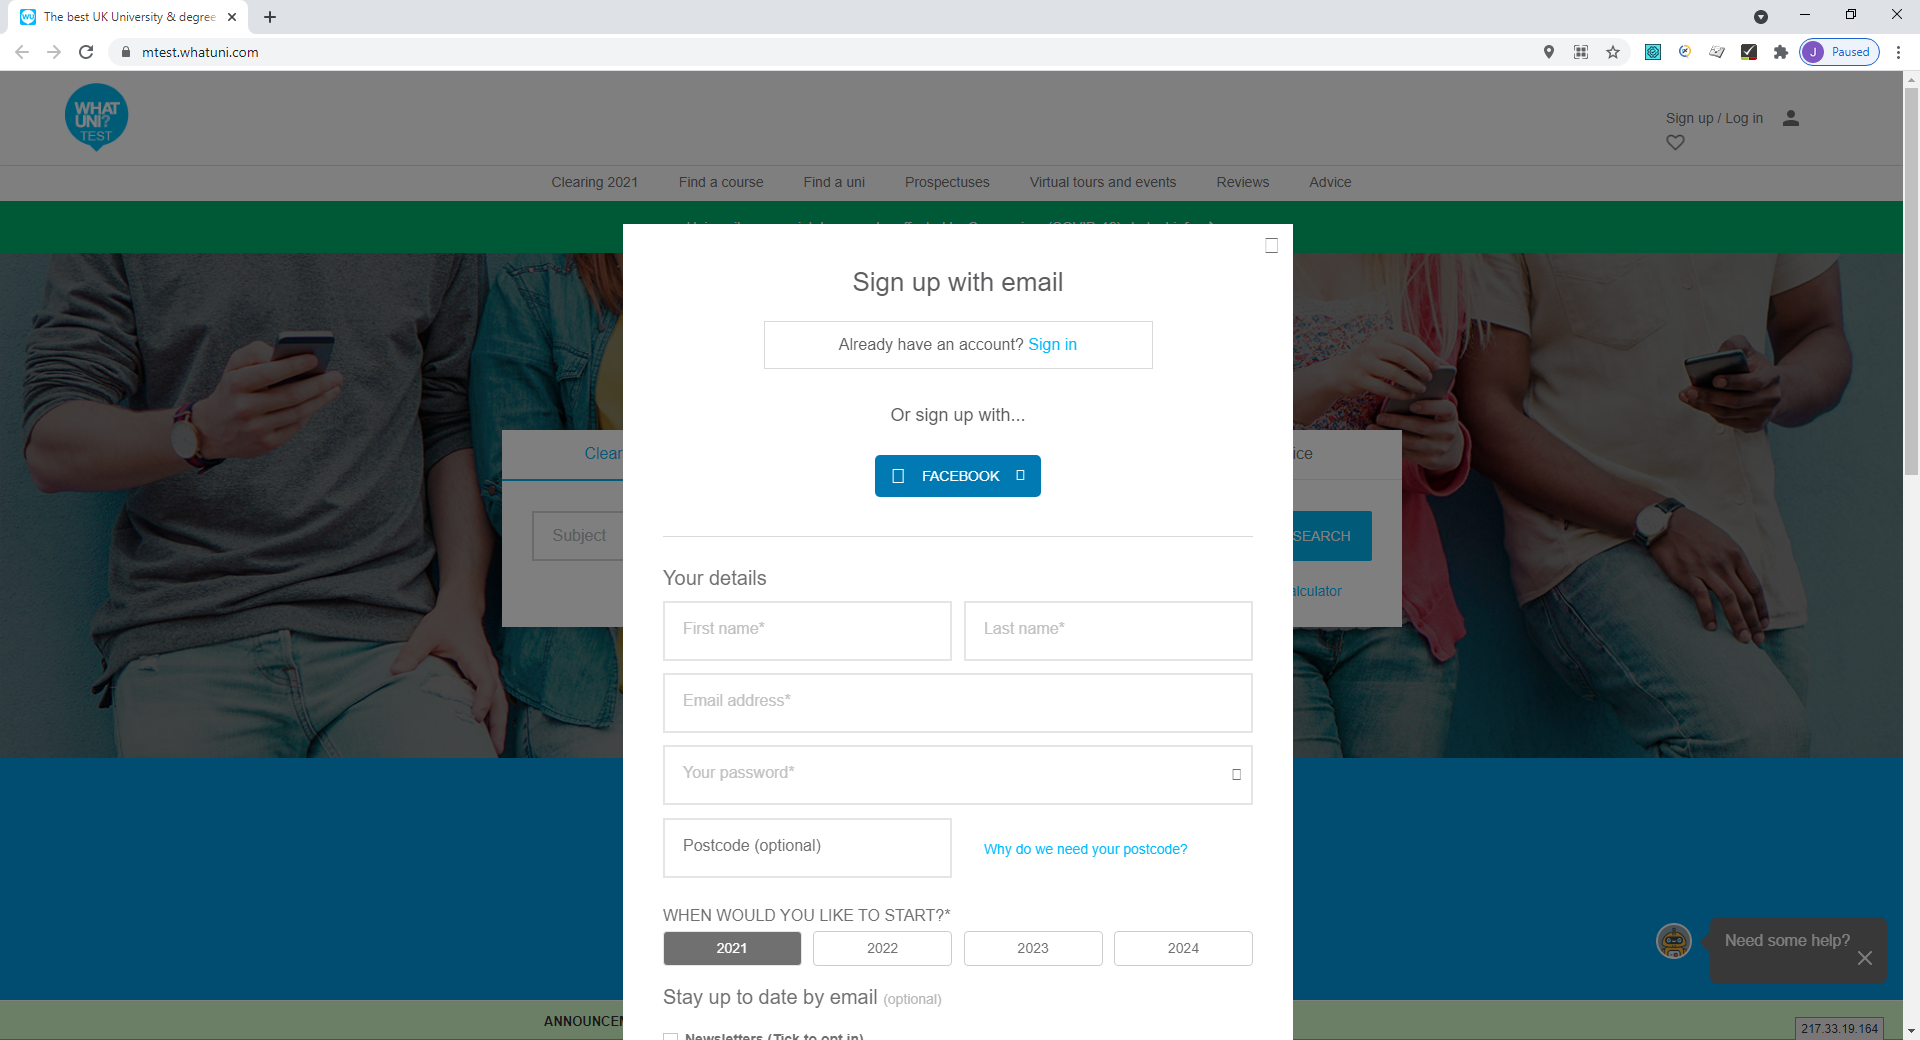 The best UK University & degree
mtest.whatuni.com
J Paused
WHAT
UNI?
TEST
Sign up / Log in
Clearing 2021 Find a course Find a uni Prospectuses Virtual tours and events Reviews Advice
Sign up with email
Already have an account? Sign in
Or sign up with...
FACEBOOK
Clear
ice
Subject
SEARCH
alculator
Your details
First name* Last name*
Email address*
Your password*
Postcode (optional) Why do we need your postcode?
WHEN WOULD YOU LIKE TO START?*
2021 2022 2023 2024
Need some help?
Stay up to date by email (optional)
ANNOUNCEM
Newsletters (Tick to opt in)
217.33.19.164